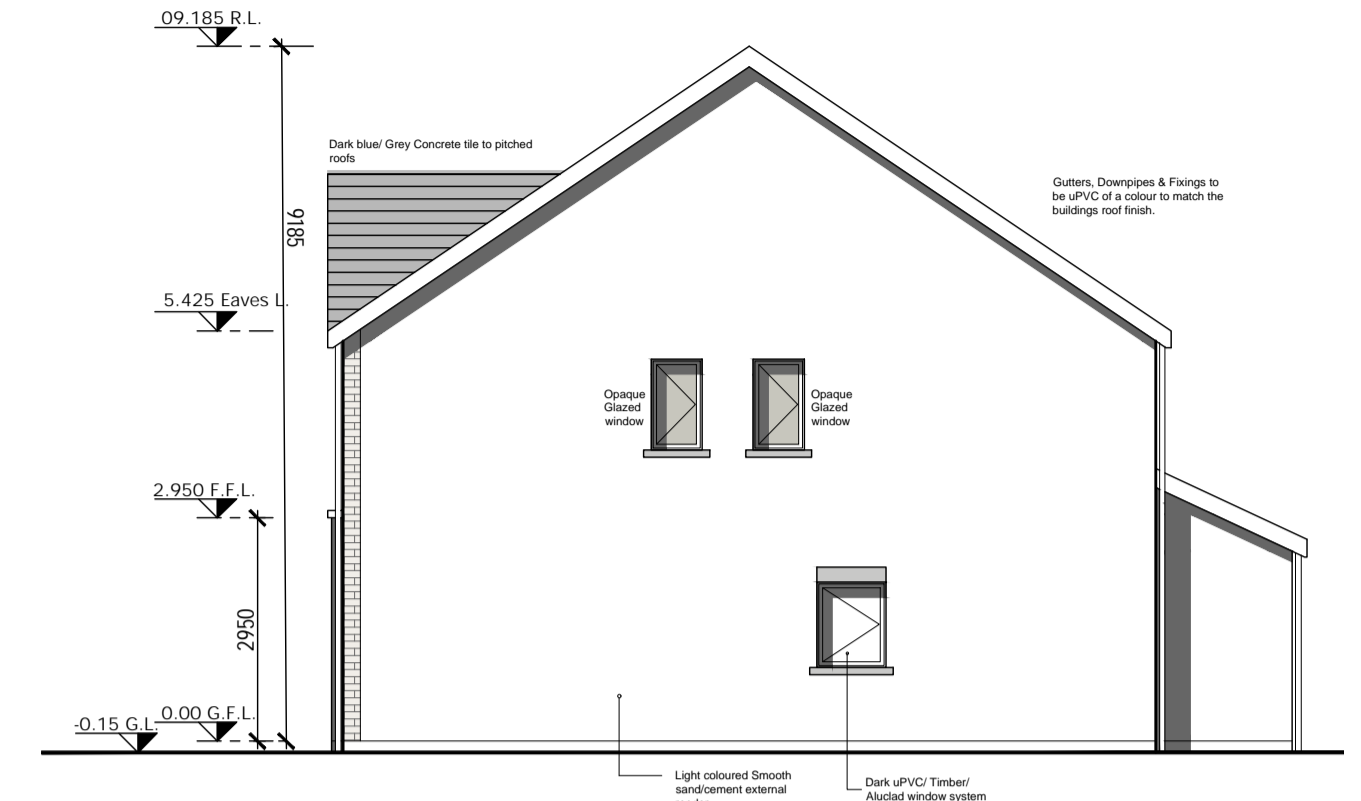 09.185 R.L.
Dark blue/ Grey Concrete tile to pitched
roofs
Gutters, Downpipes & Fixings to
be uPVC of a colour to match the
buildings roof finish.
9185
5.425 Eaves L.
Opaque
Glazed
window
Opaque
Glazed
window
2.950 F.F.L.
2950
0.00 G.F.L.
-0.15 G.L.
Light coloured Smooth
sand/cement external
Dark uPVC/ Timber/
Aluclad window system